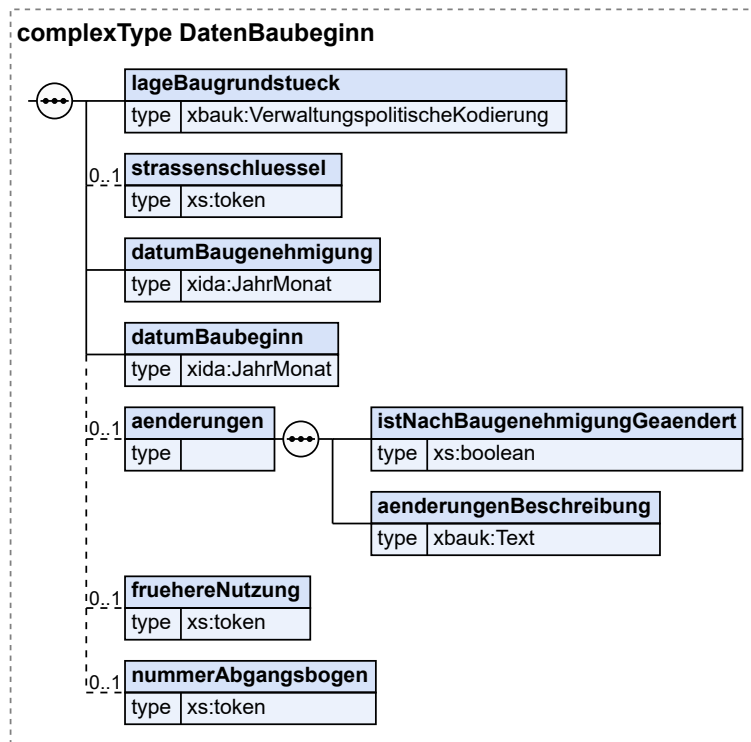 complexType DatenBaubeginn
lageBaugrundstueck
type xbauk:VerwaltungspolitischeKodierung
0..1
strassenschluessel
type xs:token
datumBaugenehmigung
type xida:JahrMonat
datumBaubeginn
type xida:JahrMonat
0..1
aenderungen
type
istNachBaugenehmigungGeaendert
type xs:boolean
aenderungenBeschreibung
type xbauk:Text
0..1
fruehereNutzung
type xs:token
0..1
nummerAbgangsbogen
type xs:token